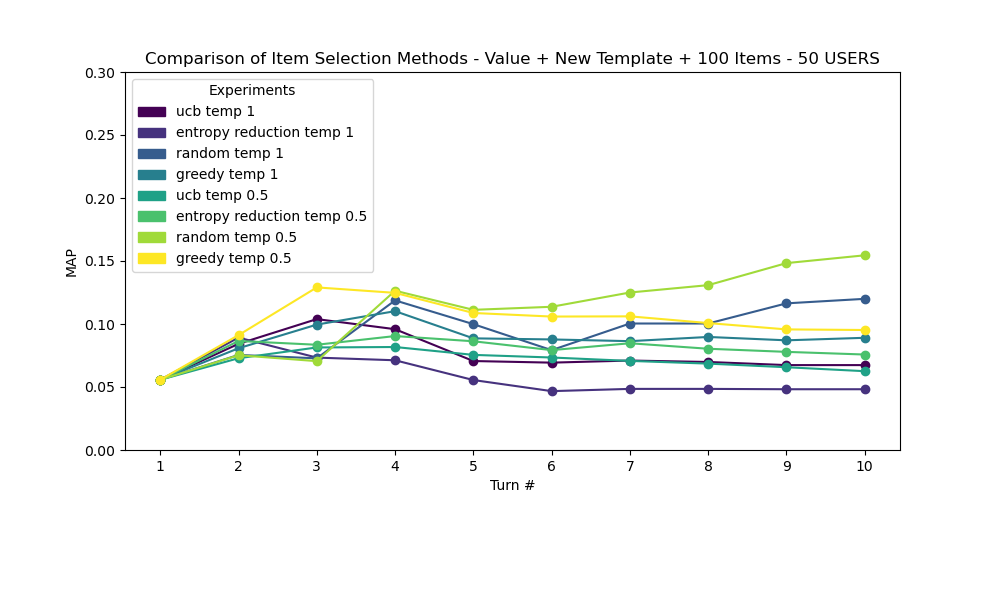 Comparison of Item Selection Methods - Value + New Template + 100 Items - 50 USERS
0.30
0.25
0.20
0.15
0.10
0.05
0.00
MAP
Experiments
ucb temp 1
entropy reduction temp 1
random temp 1
greedy temp 1
ucb temp 0.5
entropy reduction temp 0.5
random temp 0.5
greedy temp 0.5
1 2 3 4 5 6 7 8 9 10
Turn #